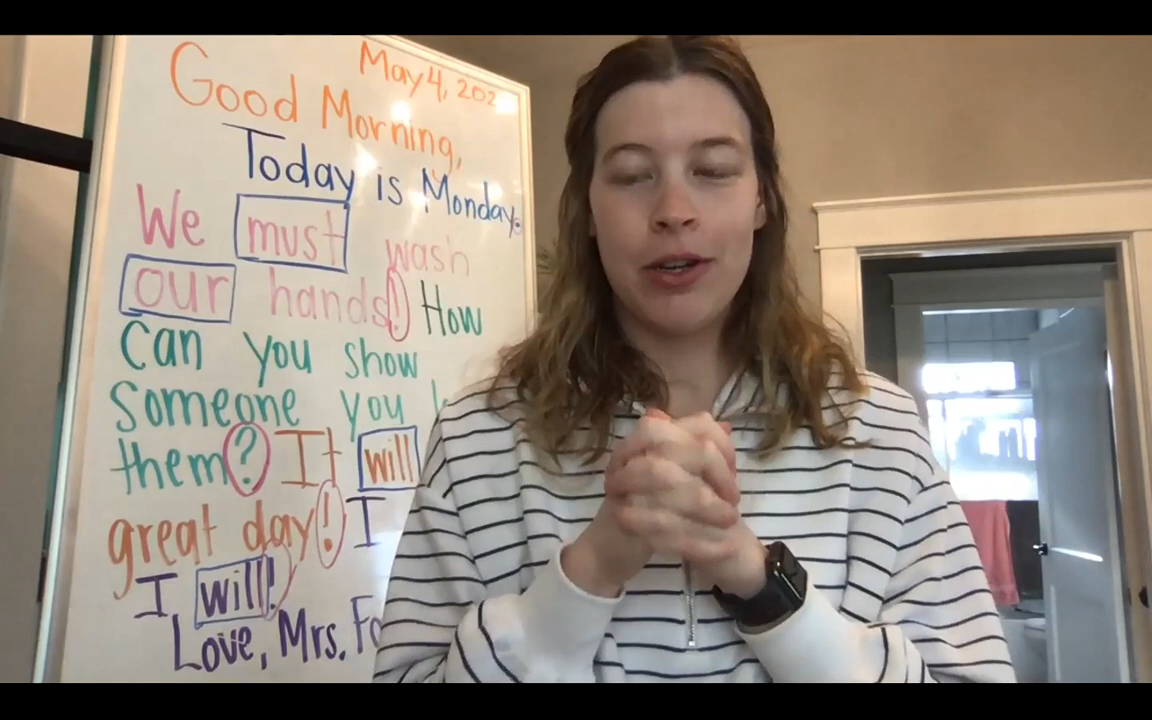 May 4, 202
Good Morning,
Today is Monday.
We must wash
our hands! How
can you show
someone you
them? It will
great day! I
I will!
Love, Mrs.